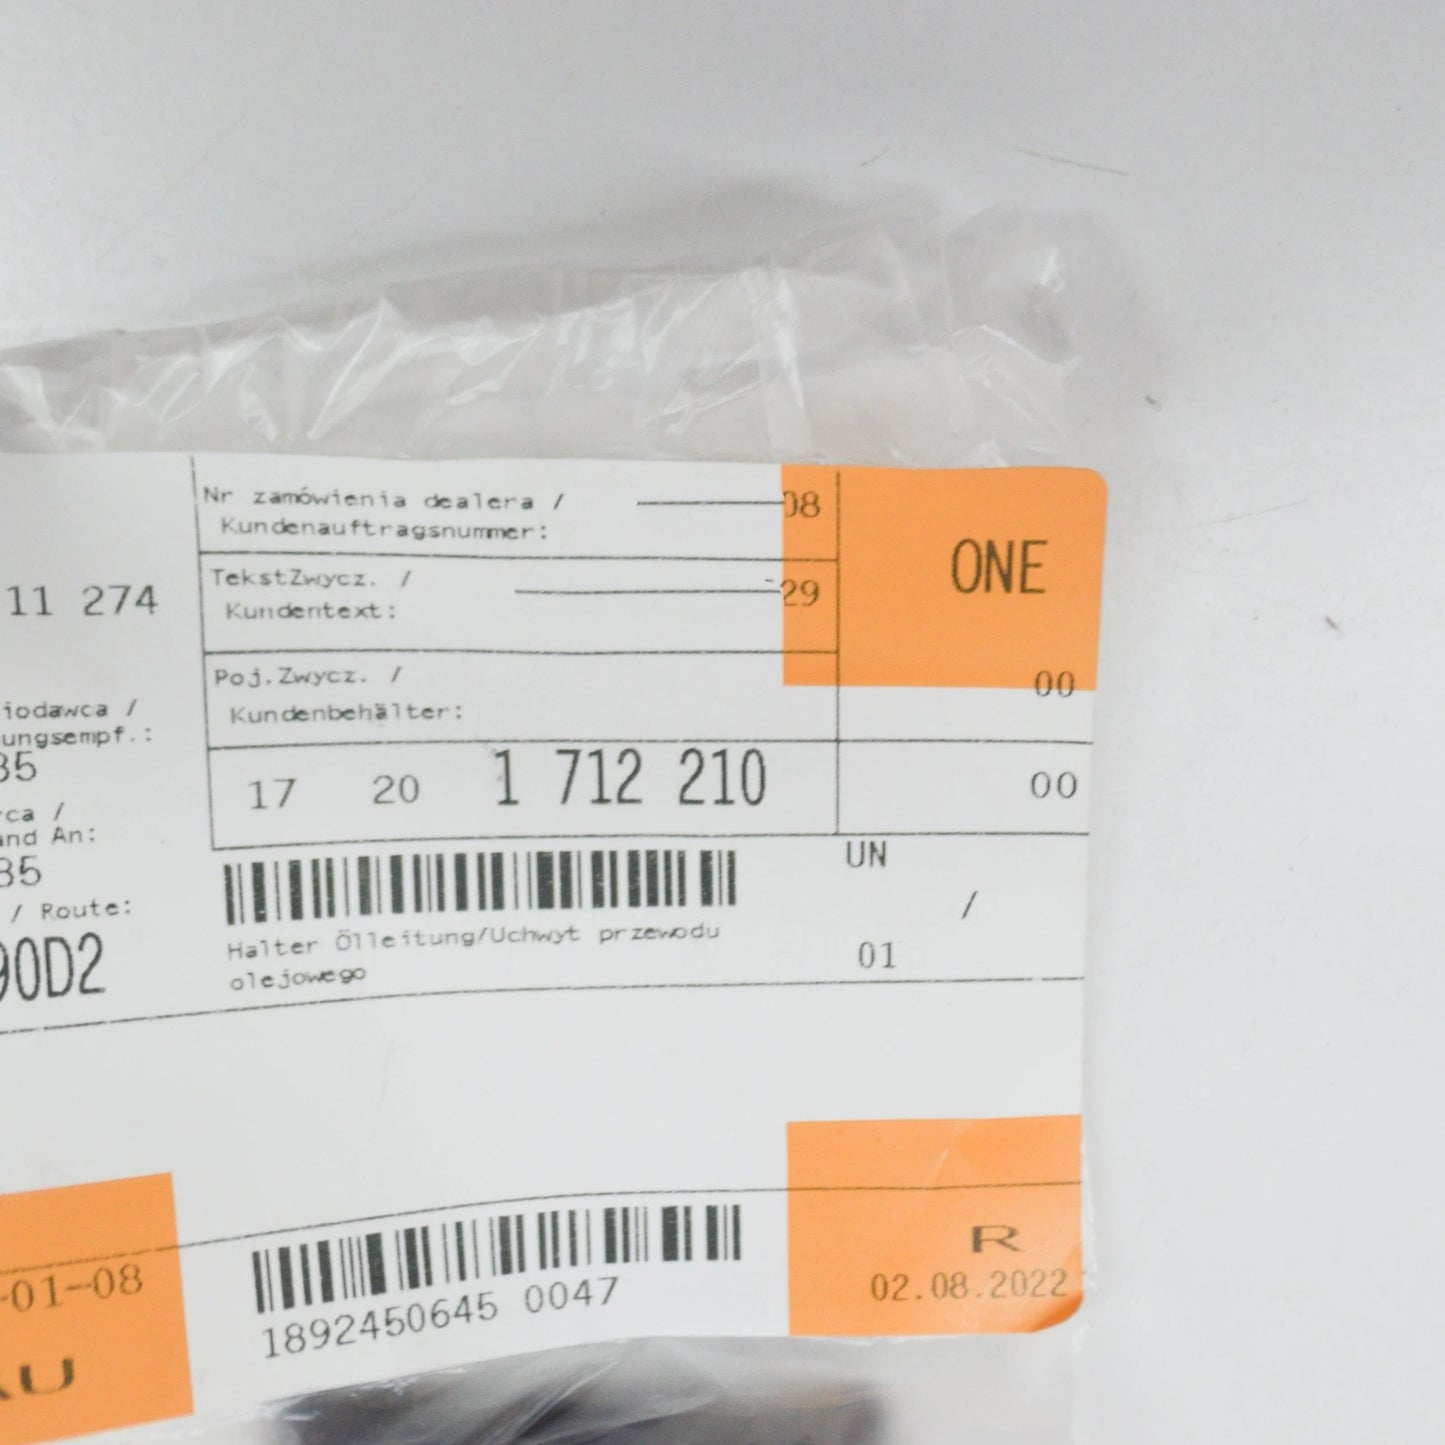 Nr zamówienia dealera /
Kundenauftragsnummer:
08
ONE
TekstZwycz. /
Kundentext:
29
11 274
Poj.Zwycz. /
Kundenbehälter:
00
iodawca /
ungsempf.:
35
17 20 1 712 210
00
ca /
and An:
35
UN
/
01
/ Route:
90D2
Halter Ölleitung/Uchwyt przewodu
olejowego
-01-08
AU
1892450645 0047
R
02.08.2022